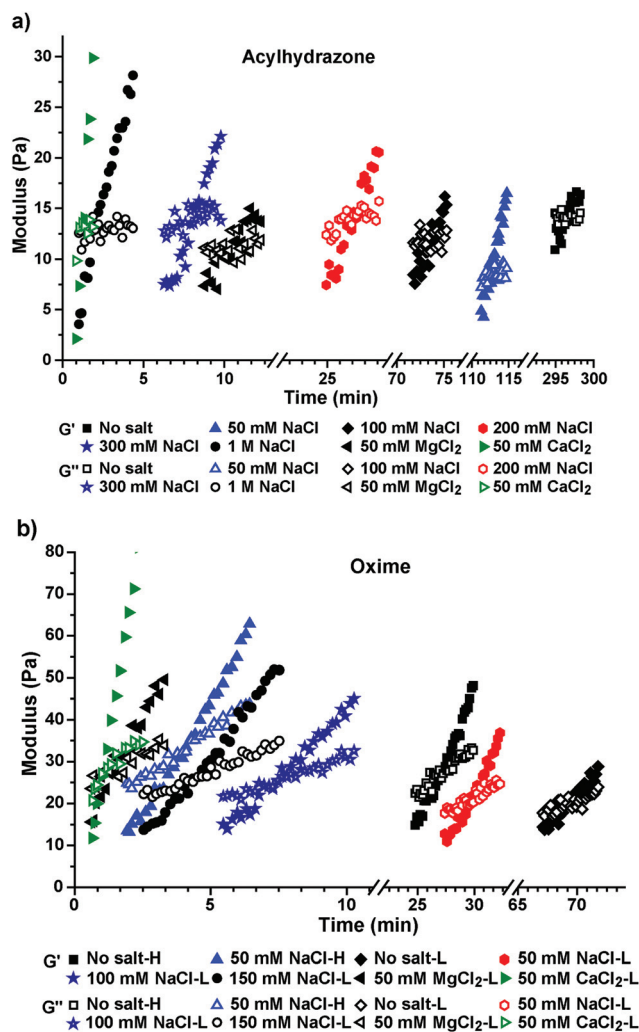 a)
Acylhydrazone
Modulus (Pa)
30
25
20
15
10
5
0
0 5 10 25 70 75 110 115 295 300
Time (min)
G' ■ No salt ▲ 50 mM NaCl ◆ 100 mM NaCl ⬢ 200 mM NaCl
★ 300 mM NaCl ● 1 M NaCl ◀ 50 mM MgCl₂ ▶ 50 mM CaCl₂
G" □ No salt △ 50 mM NaCl ◇ 100 mM NaCl ⬡ 200 mM NaCl
☆ 300 mM NaCl ○ 1 M NaCl ◁ 50 mM MgCl₂ ▷ 50 mM CaCl₂
b)
Oxime
Modulus (Pa)
80
70
60
50
40
30
20
10
0
0 5 10 25 30 65 70
Time (min)
G' ■ No salt-H ▲ 50 mM NaCl-H ◆ No salt-L ⬢ 50 mM NaCl-L
★ 100 mM NaCl-L ● 150 mM NaCl-L ◀ 50 mM MgCl₂-L ▶ 50 mM CaCl₂-L
G" □ No salt-H △ 50 mM NaCl-H ◇ No salt-L ⬡ 50 mM NaCl-L
☆ 100 mM NaCl-L ○ 150 mM NaCl-L ◁ 50 mM MgCl₂-L ▷ 50 mM CaCl₂-L